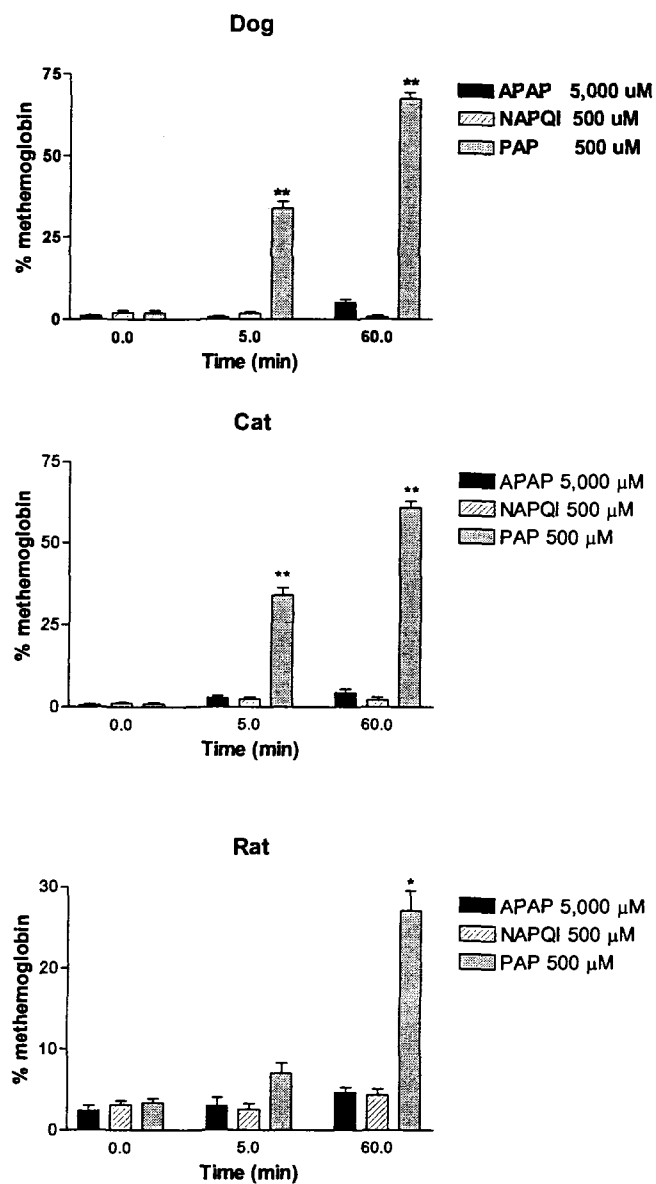 Dog
75
50
25
0
% methemoglobin
**
**
0.0
5.0
60.0
Time (min)
APAP 5,000 uM
NAPQI 500 uM
PAP 500 uM
Cat
75
50
25
0
% methemoglobin
**
**
0.0
5.0
60.0
Time (min)
APAP 5,000 μM
NAPQI 500 μM
PAP 500 μM
Rat
30
20
10
0
% methemoglobin
*
0.0
5.0
60.0
Time (min)
APAP 5,000 μM
NAPQI 500 μM
PAP 500 μM